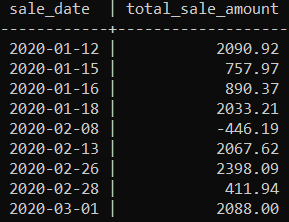 sale_date | total_sale_amount
------------+-------------------
2020-01-12 | 2090.92
2020-01-15 | 757.97
2020-01-16 | 890.37
2020-01-18 | 2033.21
2020-02-08 | -446.19
2020-02-13 | 2067.62
2020-02-26 | 2398.09
2020-02-28 | 411.94
2020-03-01 | 2088.00